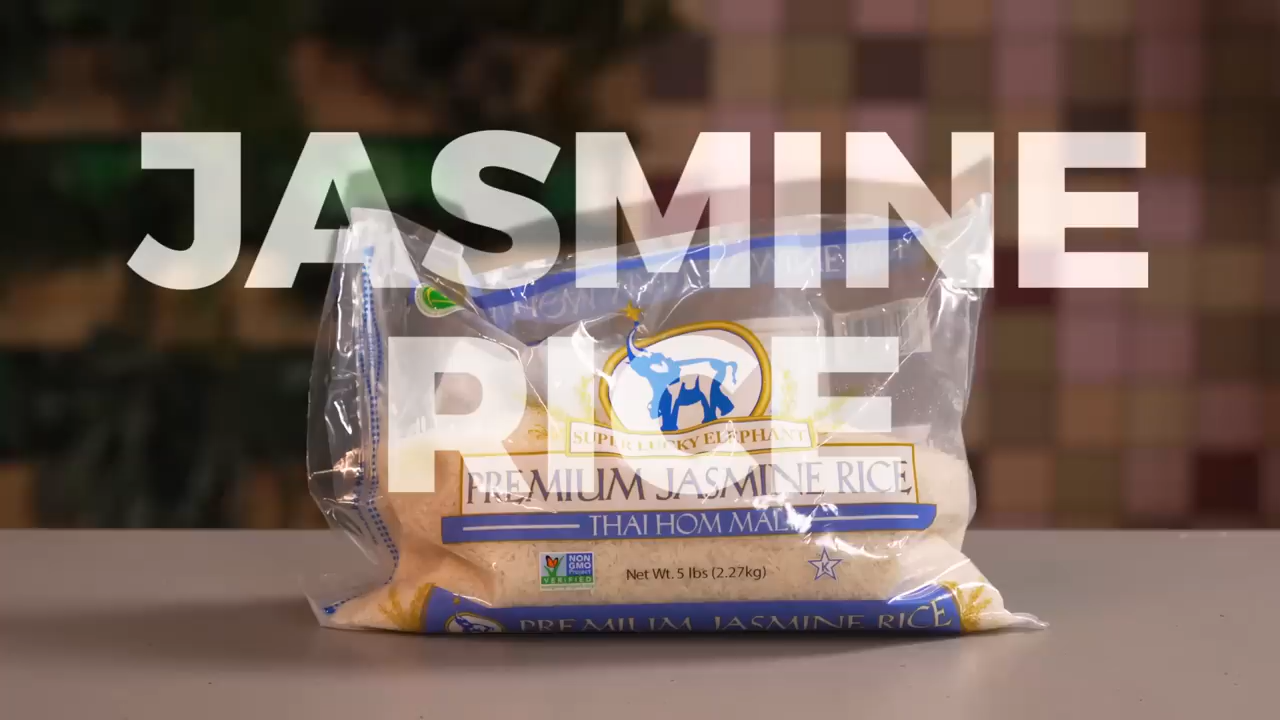 JASMINE
RICE
SUPER LUCKY ELEPHANT
PREMIUM JASMINE RICE
THAI HOM MALI
NON
GMO
Project
VERIFIED
Net Wt. 5 lbs (2.27kg)
K
PREMIUM JASMINE RICE